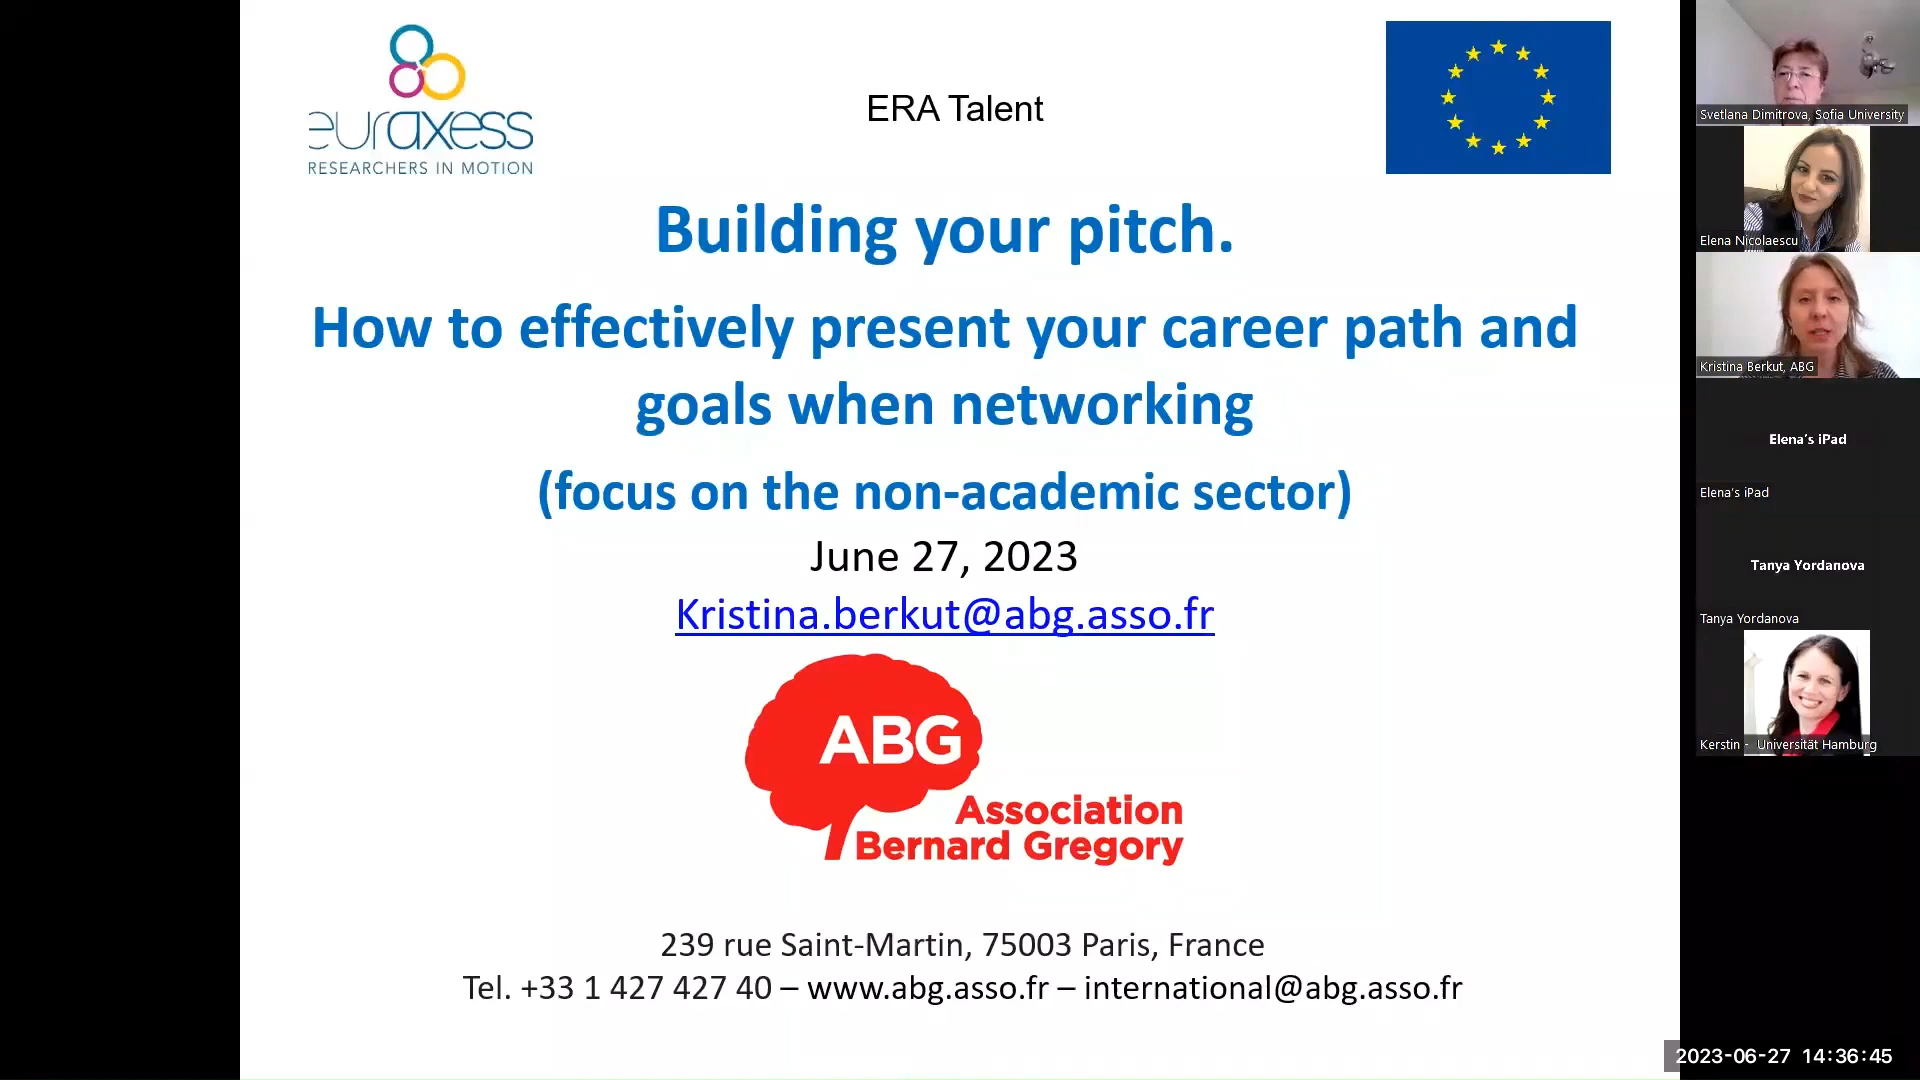 euraxess
RESEARCHERS IN MOTION
ERA Talent
Building your pitch.
How to effectively present your career path and
goals when networking
(focus on the non-academic sector)
June 27, 2023
Kristina.berkut@abg.asso.fr
ABG
Association
Bernard Gregory
239 rue Saint-Martin, 75003 Paris, France
Tel. +33 1 427 427 40 – www.abg.asso.fr – international@abg.asso.fr
Svetlana Dimitrova, Sofia University
Elena Nicolaescu
Kristina Berkut, ABG
Elena's iPad
Elena's iPad
Tanya Yordanova
Tanya Yordanova
Kerstin - Universität Hamburg
2023-06-27 14:36:45